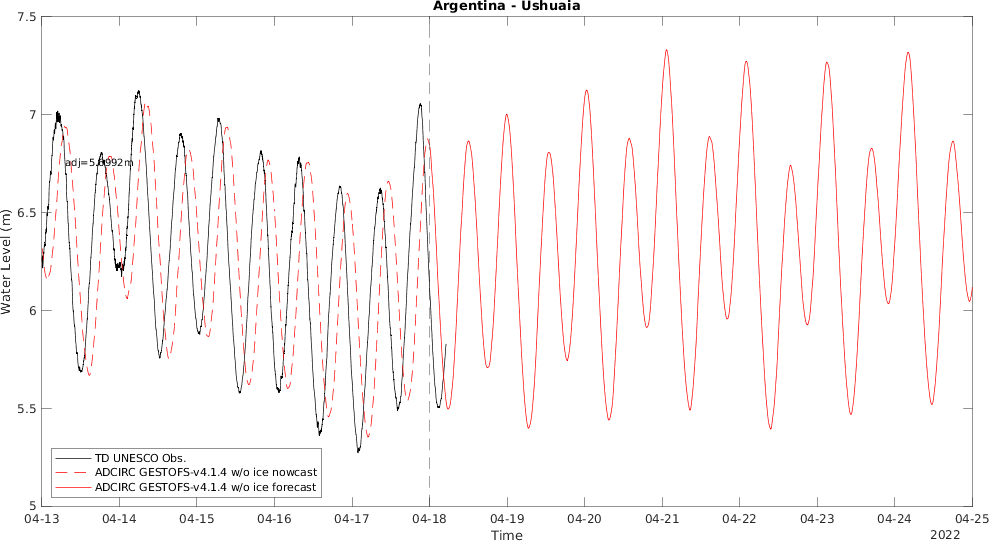 Argentina - Ushuaia
7.5
7
6.5
6
5.5
5
Water Level (m)
adj=5.8992m
TD UNESCO Obs.
ADCIRC GESTOFS-v4.1.4 w/o ice nowcast
ADCIRC GESTOFS-v4.1.4 w/o ice forecast
04-13 04-14 04-15 04-16 04-17 04-18 04-19 04-20 04-21 04-22 04-23 04-24 04-25
Time
2022